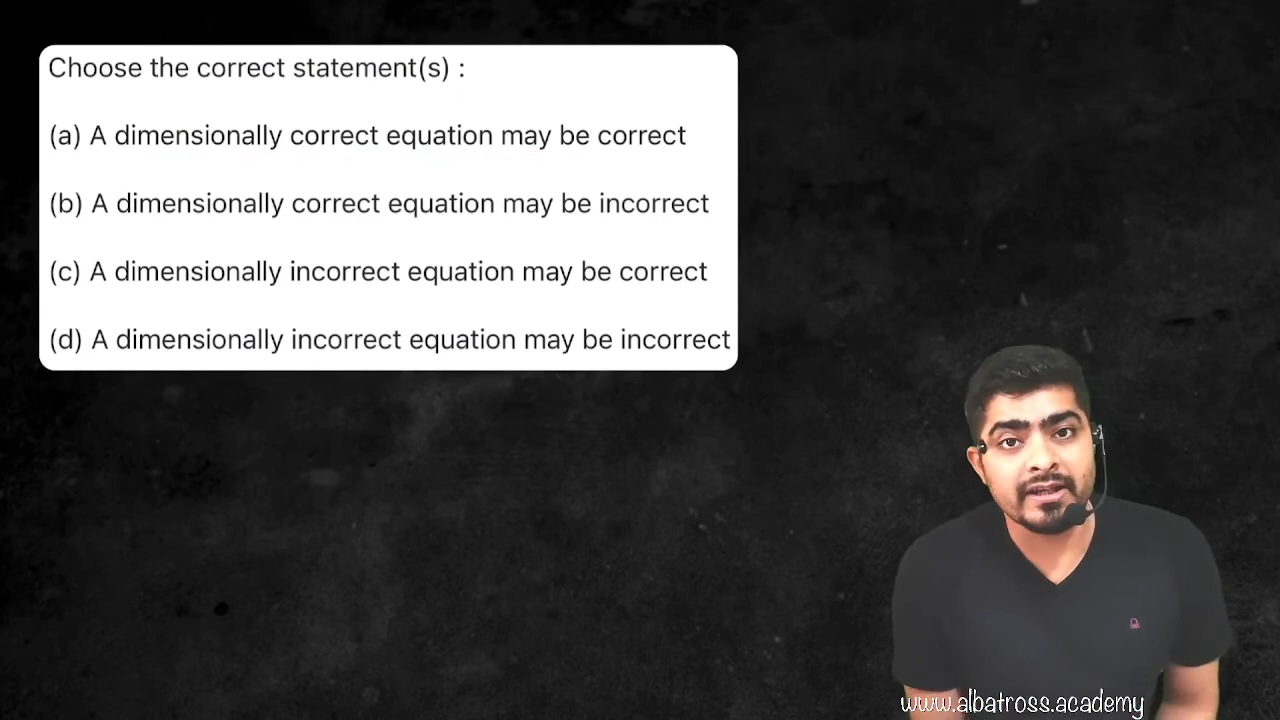 Choose the correct statement(s) :
(a) A dimensionally correct equation may be correct
(b) A dimensionally correct equation may be incorrect
(c) A dimensionally incorrect equation may be correct
(d) A dimensionally incorrect equation may be incorrect
www.albatross.academy